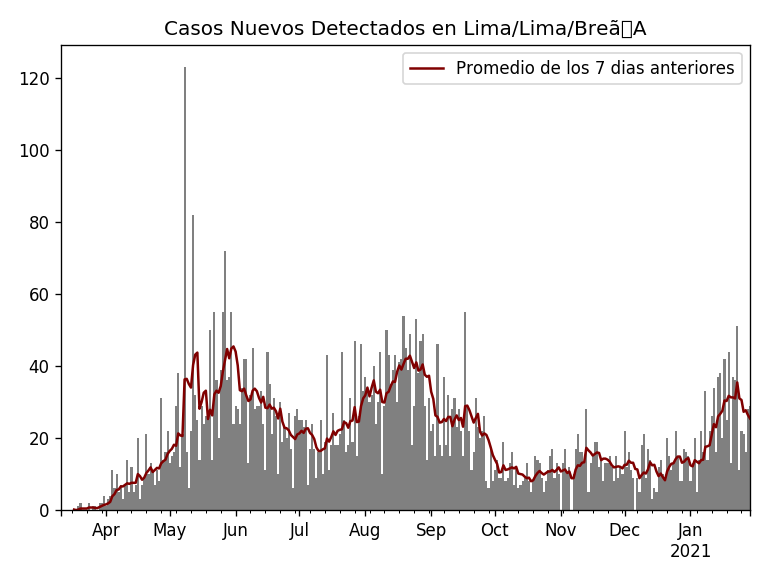 Casos Nuevos Detectados en Lima/Lima/Breã▯A
Promedio de los 7 dias anteriores
120
100
80
60
40
20
0
Apr May Jun Jul Aug Sep Oct Nov Dec Jan
2021